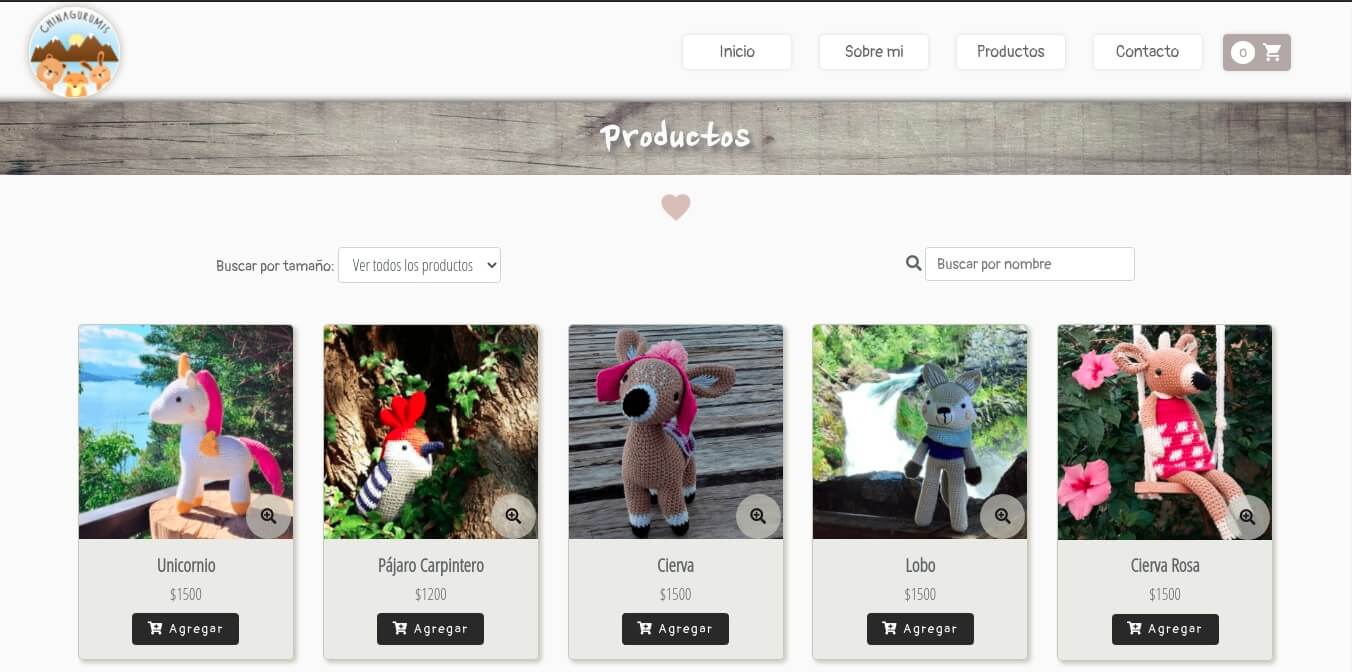 CHINAGURUMIS
Inicio
Sobre mi
Productos
Contacto
0
Productos
Buscar por tamaño:
Ver todos los productos
Buscar por nombre
Unicornio
$1500
Agregar
Pájaro Carpintero
$1200
Agregar
Cierva
$1500
Agregar
Lobo
$1500
Agregar
Cierva Rosa
$1500
Agregar